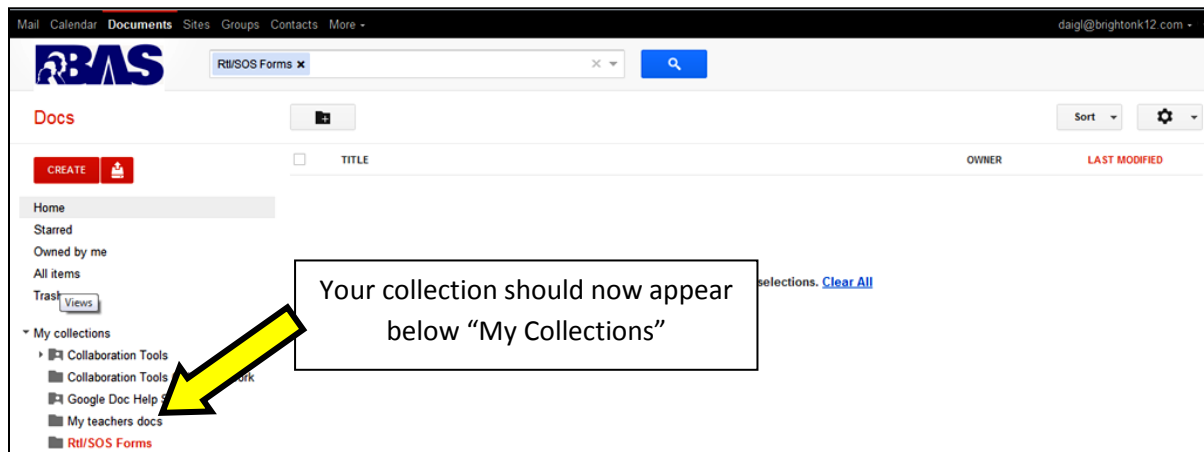 Mail Calendar Documents Sites Groups Contacts More
daigl@brightonk12.com
BAS
RtI/SOS Forms x
Docs
Sort
CREATE
TITLE OWNER LAST MODIFIED
Home
Starred
Owned by me
All items
Views
selections. Clear All
Your collection should now appear
below “My Collections”
My collections
Collaboration Tools
Collaboration Tools
Google Doc Help
My teachers docs
RtI/SOS Forms